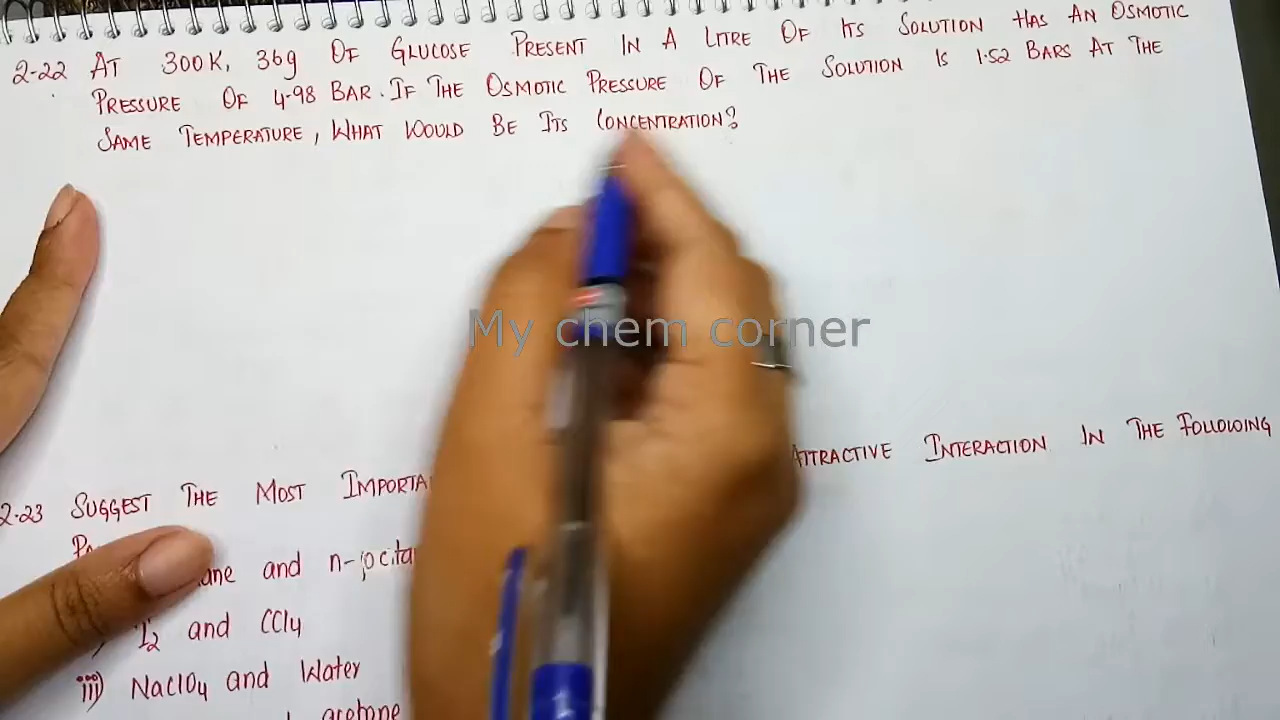 2-22 AT 300K, 36g OF GLUCOSE PRESENT IN A LITRE OF ITS SOLUTION HAS AN OSMOTIC
PRESSURE OF 4.98 BAR. IF THE OSMOTIC PRESSURE OF THE SOLUTION IS 1.52 BARS AT THE
SAME TEMPERATURE, WHAT WOULD BE ITS CONCENTRATION?
My chem corner
2.23 SUGGEST THE MOST ATTRACTIVE INTERACTION IN THE FOLLOWING
and
I2 and CCl4
iii) NaClO4 and Water